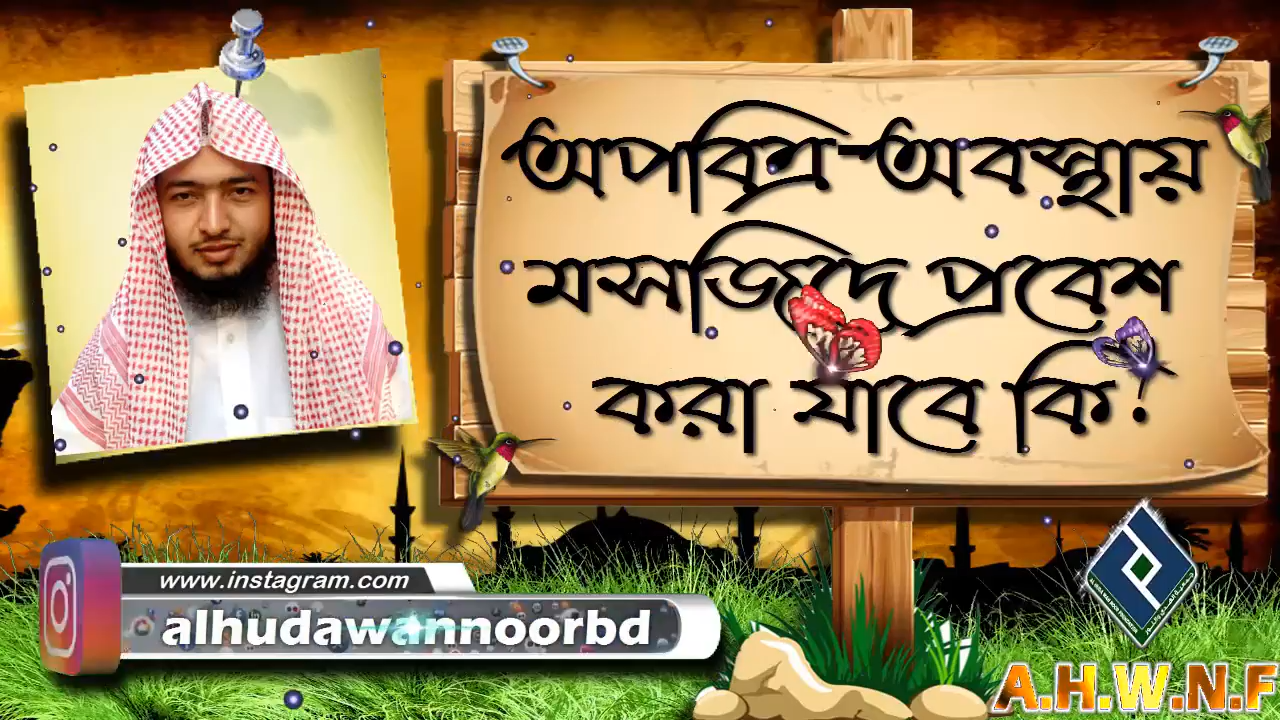 অপবিত্র অবস্থায়
মসজিদে প্রবেশ
করা যাবে কি?
www.instagram.com
alhudawannoorbd
A.H.W.N.F